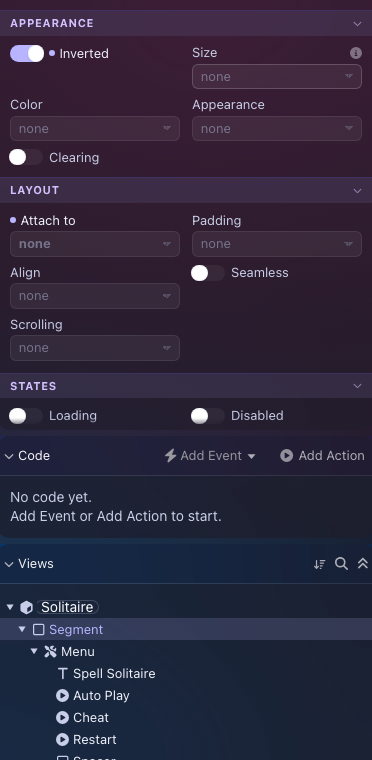 APPEARANCE
Inverted
Size
none
Color
Appearance
none
none
Clearing
LAYOUT
Attach to
Padding
none
none
Align
Seamless
none
Scrolling
none
STATES
Loading
Disabled
Code
Add Event
Add Action
No code yet.
Add Event or Add Action to start.
Views
Solitaire
Segment
Menu
Spell Solitaire
Auto Play
Cheat
Restart
Spacer